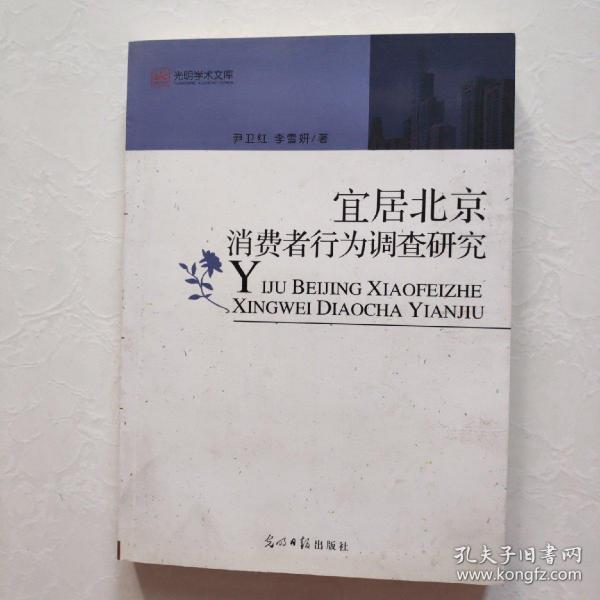 光明学术文库
尹卫红 李雪妍/著
宜居北京
消费者行为调查研究
YIJU BEIJING XIAOFEIZHE
XINGWEI DIAOCHA YIANJIU
光明日报出版社
孔夫子旧书网
www.kongfz.com